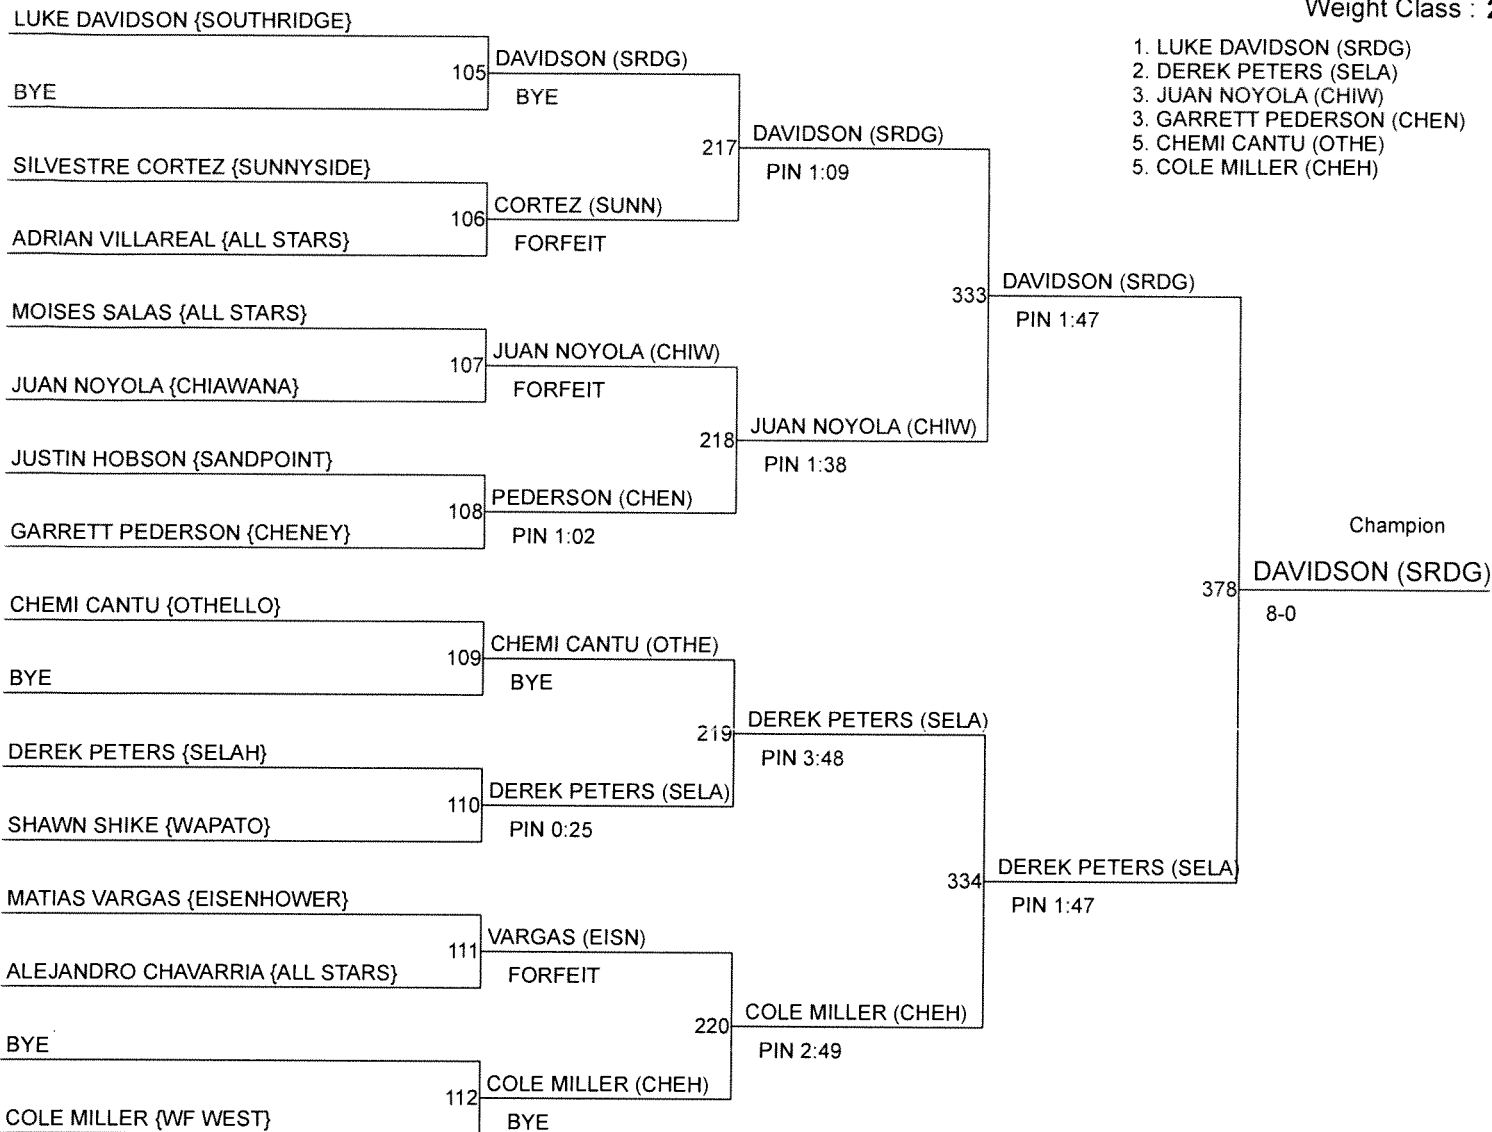 LUKE DAVIDSON {SOUTHRIDGE}
Weight Class :
1. LUKE DAVIDSON (SRDG)
2. DEREK PETERS (SELA)
3. JUAN NOYOLA (CHIW)
3. GARRETT PEDERSON (CHEN)
5. CHEMI CANTU (OTHE)
5. COLE MILLER (CHEH)
105 DAVIDSON (SRDG)
BYE
BYE
217 DAVIDSON (SRDG)
PIN 1:09
SILVESTRE CORTEZ {SUNNYSIDE}
106 CORTEZ (SUNN)
FORFEIT
ADRIAN VILLAREAL {ALL STARS}
333 DAVIDSON (SRDG)
PIN 1:47
MOISES SALAS {ALL STARS}
107 JUAN NOYOLA (CHIW)
FORFEIT
JUAN NOYOLA {CHIAWANA}
218 JUAN NOYOLA (CHIW)
PIN 1:38
JUSTIN HOBSON {SANDPOINT}
108 PEDERSON (CHEN)
PIN 1:02
GARRETT PEDERSON {CHENEY}
Champion
378 DAVIDSON (SRDG)
8-0
CHEMI CANTU {OTHELLO}
109 CHEMI CANTU (OTHE)
BYE
BYE
219 DEREK PETERS (SELA)
PIN 3:48
DEREK PETERS {SELAH}
110 DEREK PETERS (SELA)
PIN 0:25
SHAWN SHIKE {WAPATO}
334 DEREK PETERS (SELA)
PIN 1:47
MATIAS VARGAS {EISENHOWER}
111 VARGAS (EISN)
FORFEIT
ALEJANDRO CHAVARRIA {ALL STARS}
220 COLE MILLER (CHEH)
PIN 2:49
BYE
112 COLE MILLER (CHEH)
BYE
COLE MILLER {WF WEST}